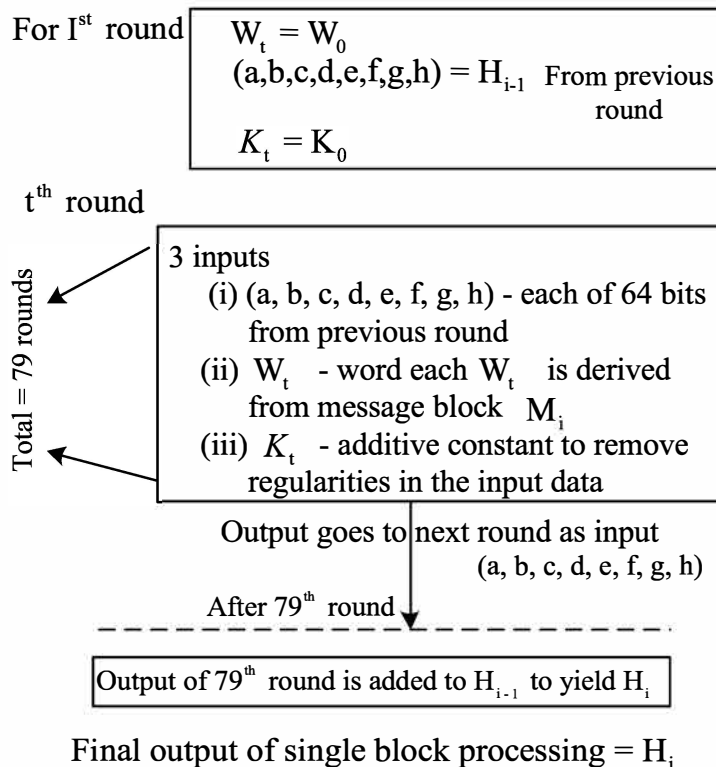 For Iˢᵗ round
Wₜ = W₀
(a,b,c,d,e,f,g,h) = Hᵢ₋₁ From previous
round
Kₜ = K₀
tᵗʰ round
Total = 79 rounds
3 inputs
(i) (a, b, c, d, e, f, g, h) - each of 64 bits
from previous round
(ii) Wₜ - word each Wₜ is derived
from message block Mᵢ
(iii) Kₜ - additive constant to remove
regularities in the input data
Output goes to next round as input
(a, b, c, d, e, f, g, h)
After 79ᵗʰ round
Output of 79ᵗʰ round is added to Hᵢ₋₁ to yield Hᵢ
Final output of single block processing = Hᵢ